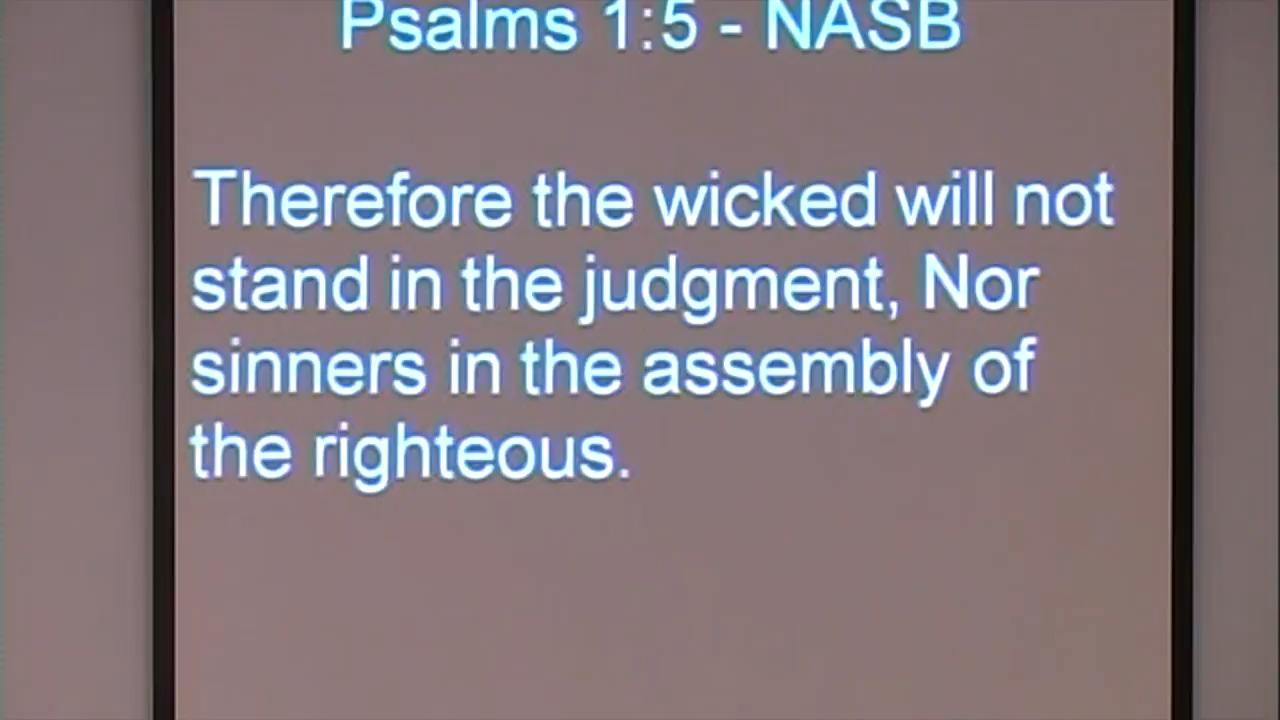 Psalms 1:5 - NASB
Therefore the wicked will not
stand in the judgment, Nor
sinners in the assembly of
the righteous.